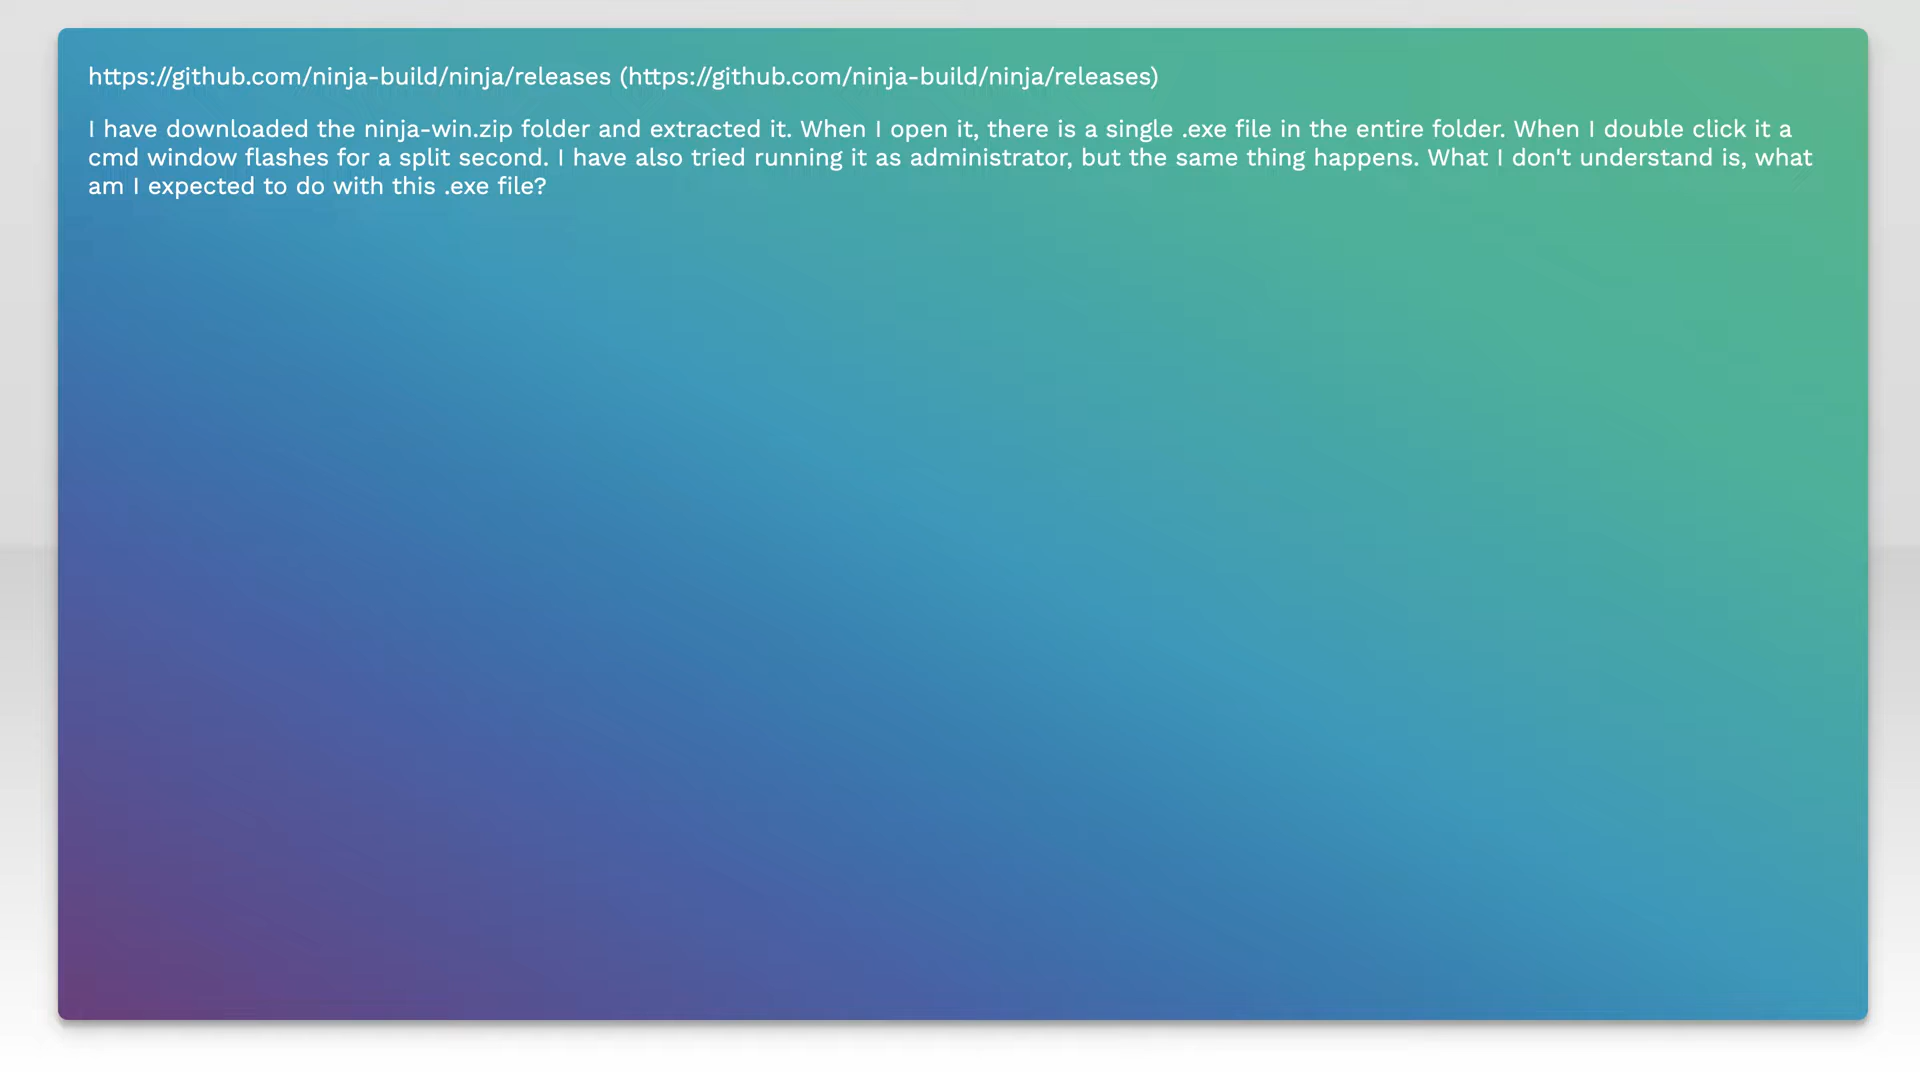 https://github.com/ninja-build/ninja/releases (https://github.com/ninja-build/ninja/releases)
I have downloaded the ninja-win.zip folder and extracted it. When I open it, there is a single .exe file in the entire folder. When I double click it a
cmd window flashes for a split second. I have also tried running it as administrator, but the same thing happens. What I don't understand is, what
am I expected to do with this .exe file?